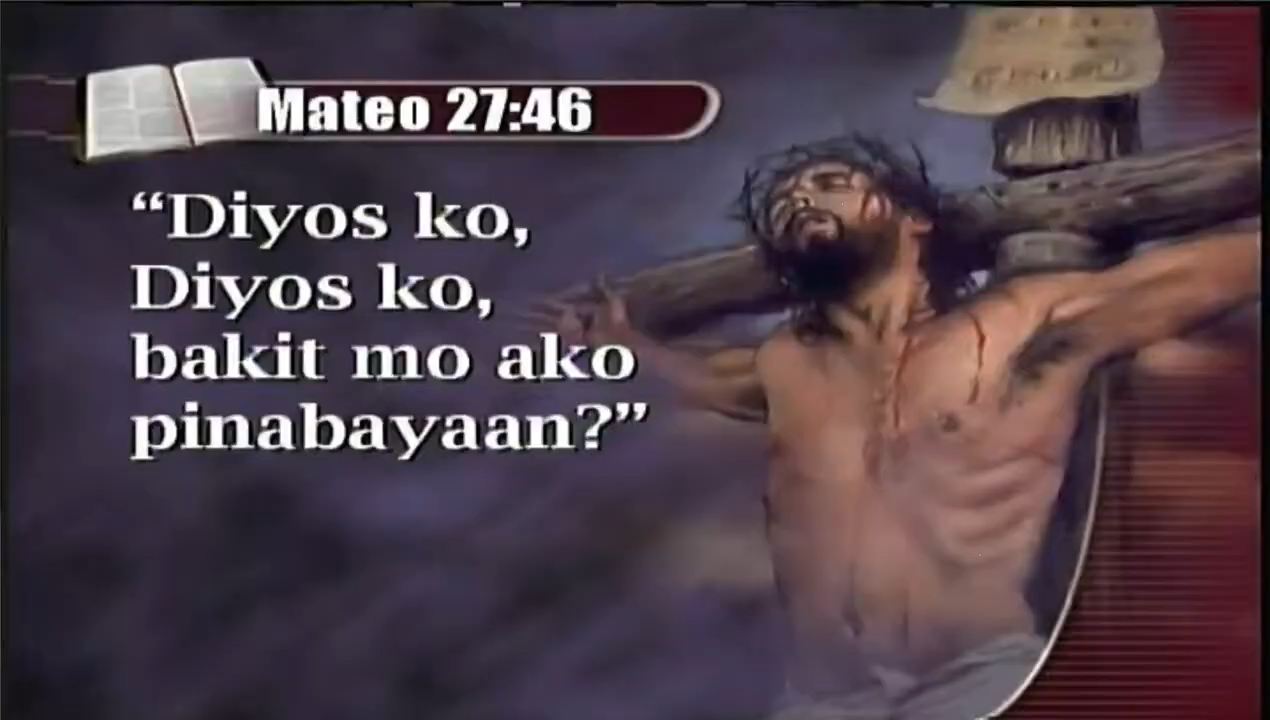 Mateo 27:46
“Diyos ko,
Diyos ko,
bakit mo ako
pinabayaan?”